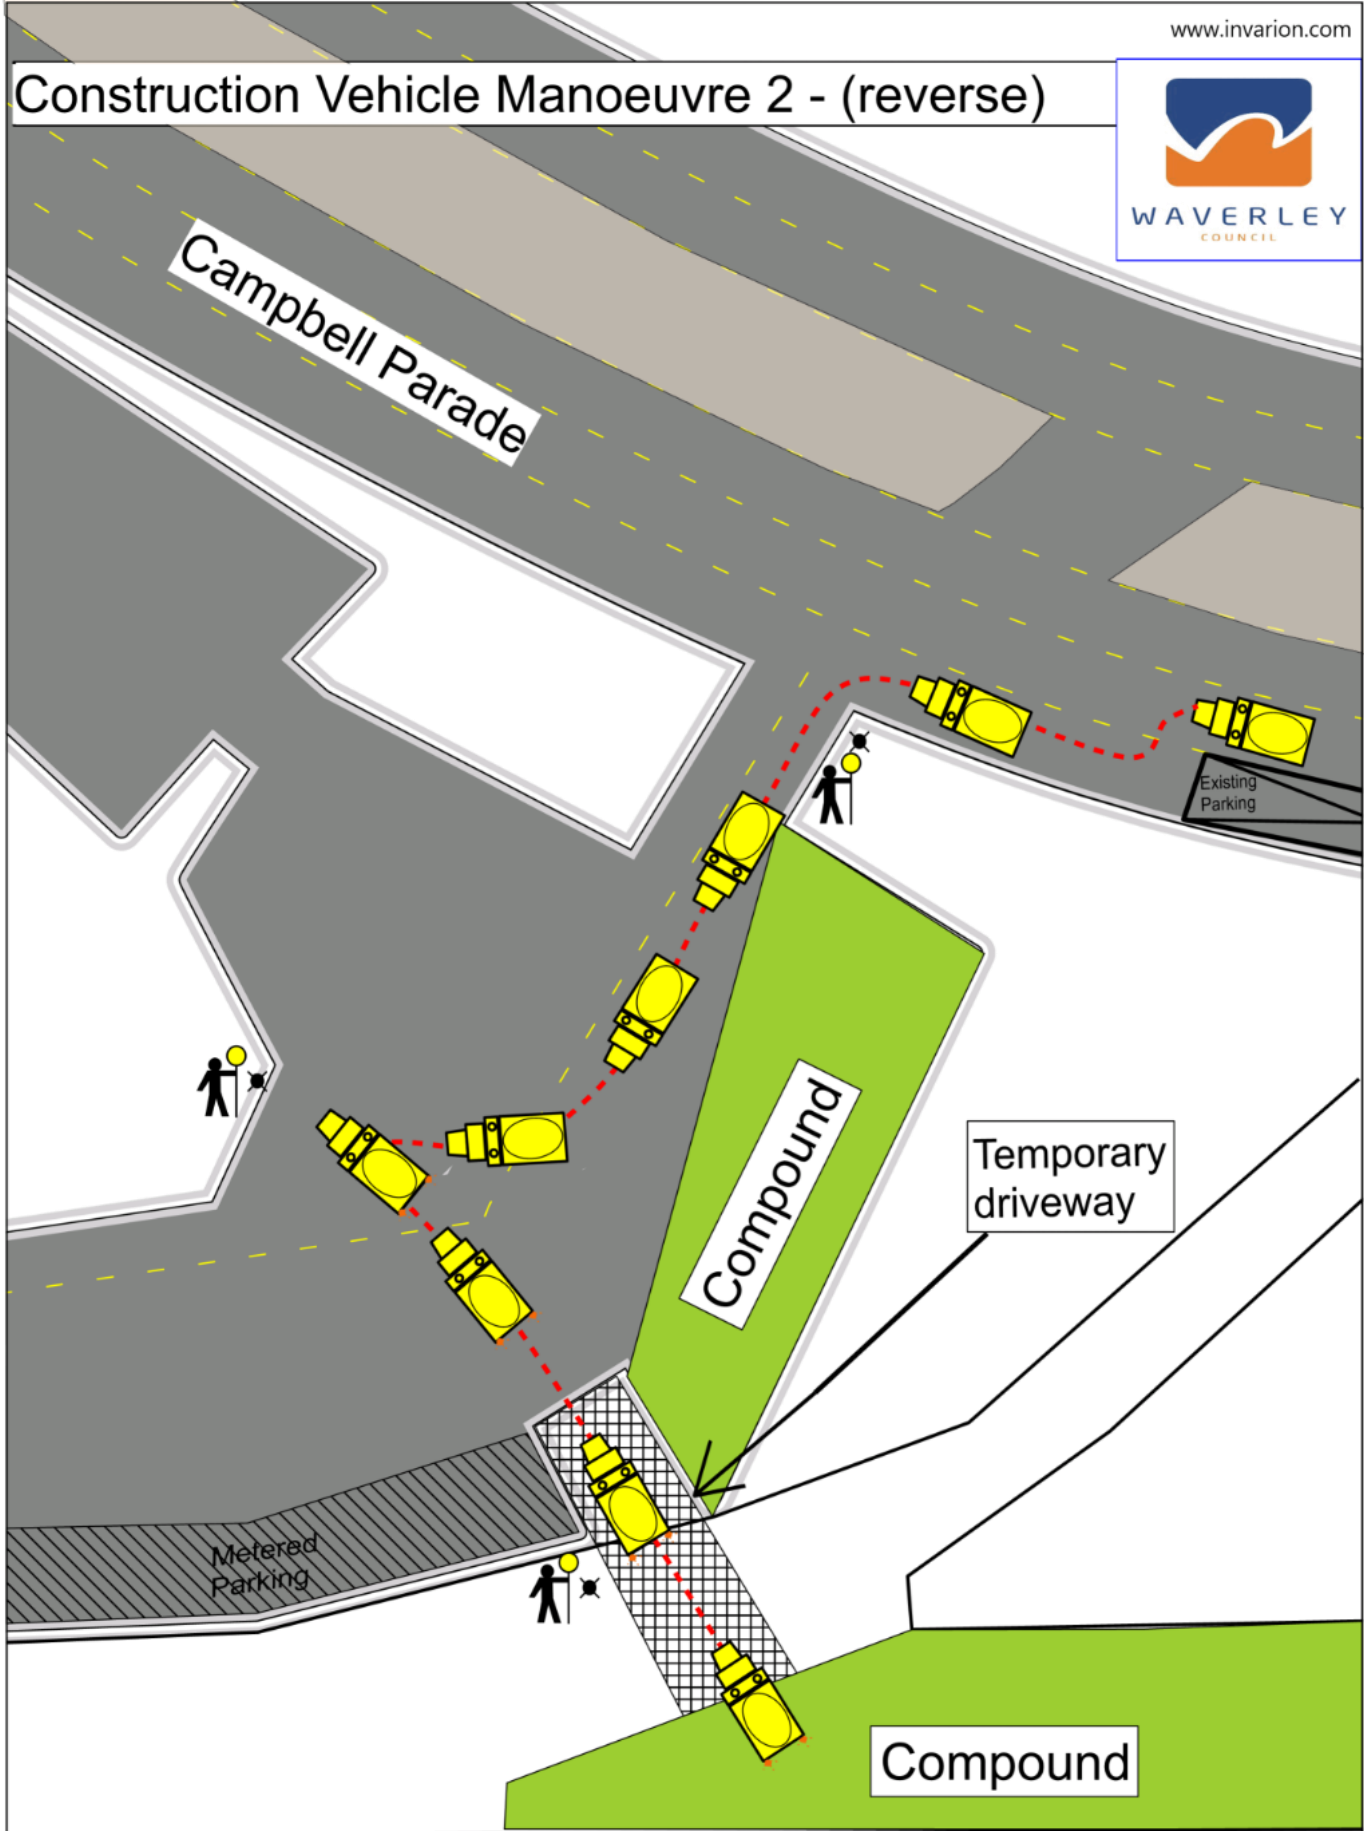 www.invarion.com
Construction Vehicle Manoeuvre 2 - (reverse)
WAVERLEY
COUNCIL
Campbell Parade
Existing
Parking
Compound
Temporary
driveway
Metered
Parking
Compound